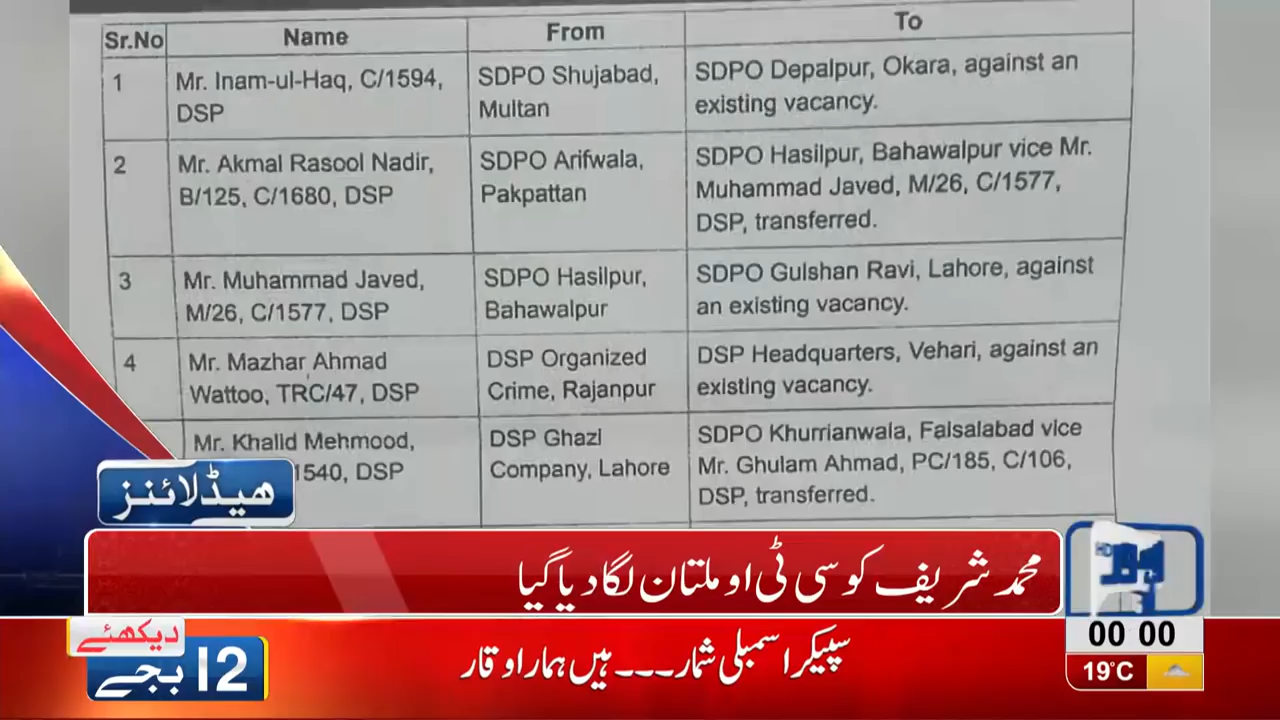 Sr.No Name From To
1 Mr. Inam-ul-Haq, C/1594, DSP SDPO Shujabad, Multan SDPO Depalpur, Okara, against an existing vacancy.
2 Mr. Akmal Rasool Nadir, B/125, C/1680, DSP SDPO Arifwala, Pakpattan SDPO Hasilpur, Bahawalpur vice Mr. Muhammad Javed, M/26, C/1577, DSP, transferred.
3 Mr. Muhammad Javed, M/26, C/1577, DSP SDPO Hasilpur, Bahawalpur SDPO Gulshan Ravi, Lahore, against an existing vacancy.
4 Mr. Mazhar Ahmad Wattoo, TRC/47, DSP DSP Organized Crime, Rajanpur DSP Headquarters, Vehari, against an existing vacancy.
Mr. Khalid Mehmood, 1540, DSP DSP Ghazi Company, Lahore SDPO Khurrianwala, Faisalabad vice Mr. Ghulam Ahmad, PC/185, C/106, DSP, transferred.
ھیڈلائنز
محمد شریف کو سی ٹی او ملتان لگا دیا گیا
HD
00 00
19°C
دیکھئے
12 بجے
سپیکر اسمبلی شمار۔۔۔ ہیں ہمارا وقار